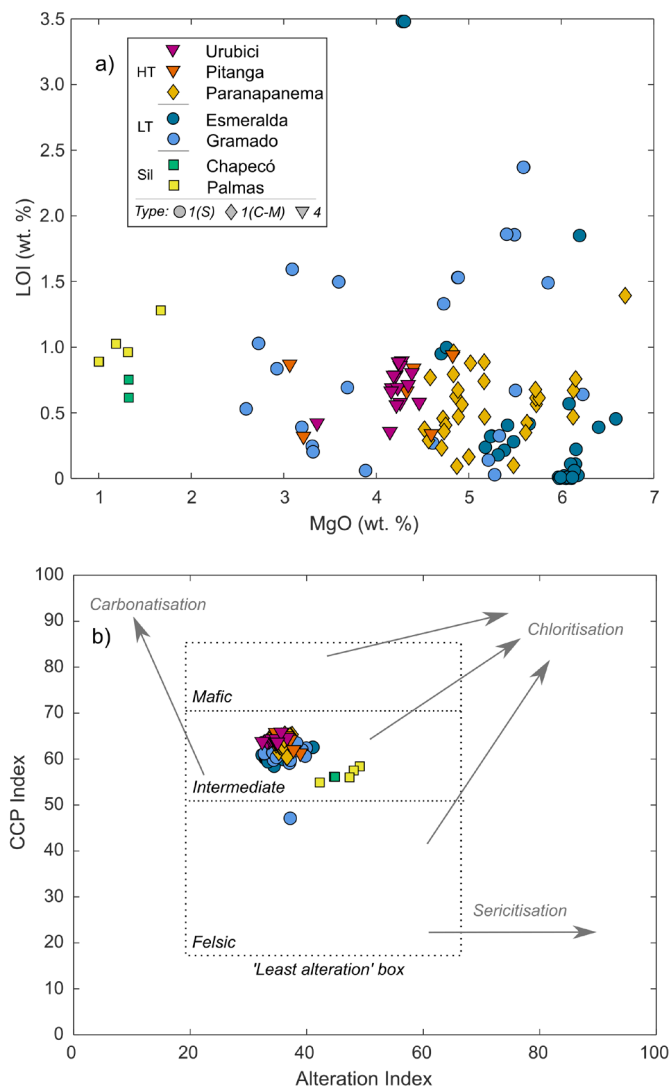 a)
HT
Urubici
Pitanga
Paranapanema
LT
Esmeralda
Gramado
Sil
Chapecó
Palmas
Type: 1(S) 1(C-M) 4
3.5
3.0
2.5
2.0
1.5
1.0
0.5
0
LOI (wt. %)
1 2 3 4 5 6 7
MgO (wt. %)
b)
100
90
80
70
60
50
40
30
20
10
0
CCP Index
Carbonatisation
Chloritisation
Mafic
Intermediate
Felsic
Sericitisation
'Least alteration' box
0 20 40 60 80 100
Alteration Index